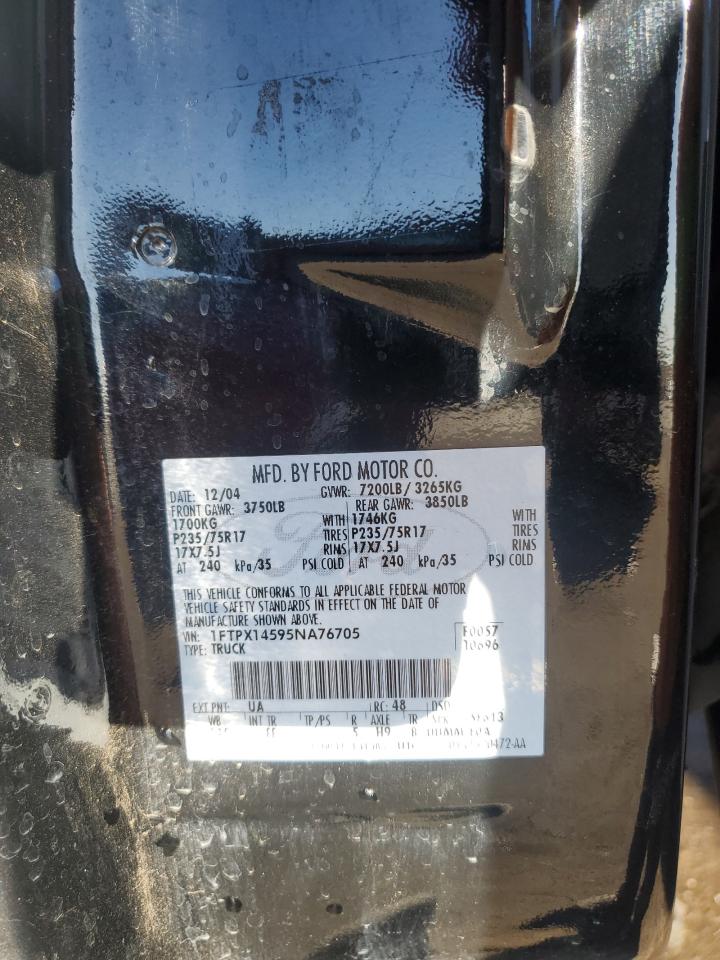 MFD. BY FORD MOTOR CO.
DATE: 12/04 GVWR: 7200LB/ 3265KG
FRONT GAWR: 3750LB REAR GAWR: 3850LB
1700KG WITH 1746KG WITH
P235/75R17 TIRES P235/75R17 TIRES
17X7.5J RIMS 17X7.5J RIMS
AT 240 kPa/35 PSI COLD AT 240 kPa/35 PSI COLD
Ford
THIS VEHICLE CONFORMS TO ALL APPLICABLE FEDERAL MOTOR
VEHICLE SAFETY STANDARDS IN EFFECT ON THE DATE OF
MANUFACTURE SHOWN ABOVE.
VIN: 1FTPX14595NA76705 F0057
TYPE: TRUCK 10696
EXT PNT: UA RC: 48 DSO
WB INT TR TP/PS R AXLE TR SPR
5 H9 B